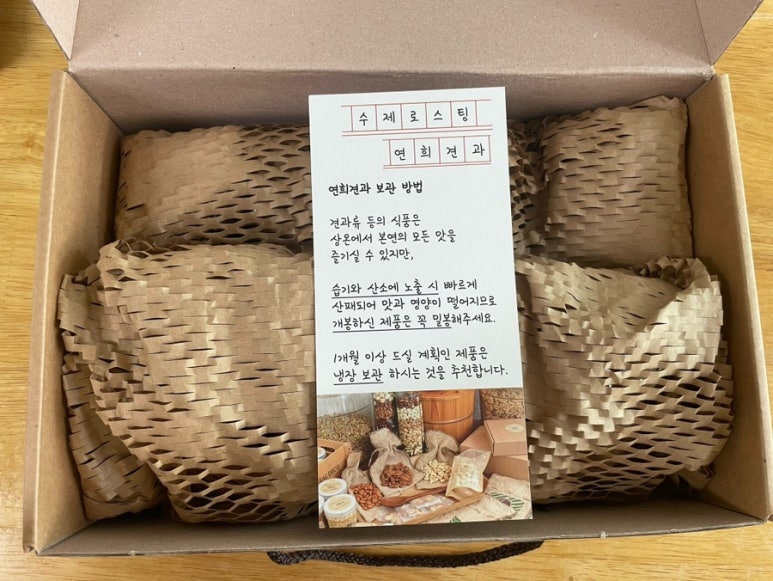 수제로스팅
연희견과
연희견과 보관 방법
견과류 등의 식품은
상온에서 본연의 모든 맛을
즐기실 수 있지만,
습기와 산소에 노출 시 빠르게
산패되어 맛과 영양이 떨어지므로
개봉하신 제품은 꼭 밀봉해주세요.
1개월 이상 드실 계획인 제품은
냉장 보관 하시는 것을 추천합니다.